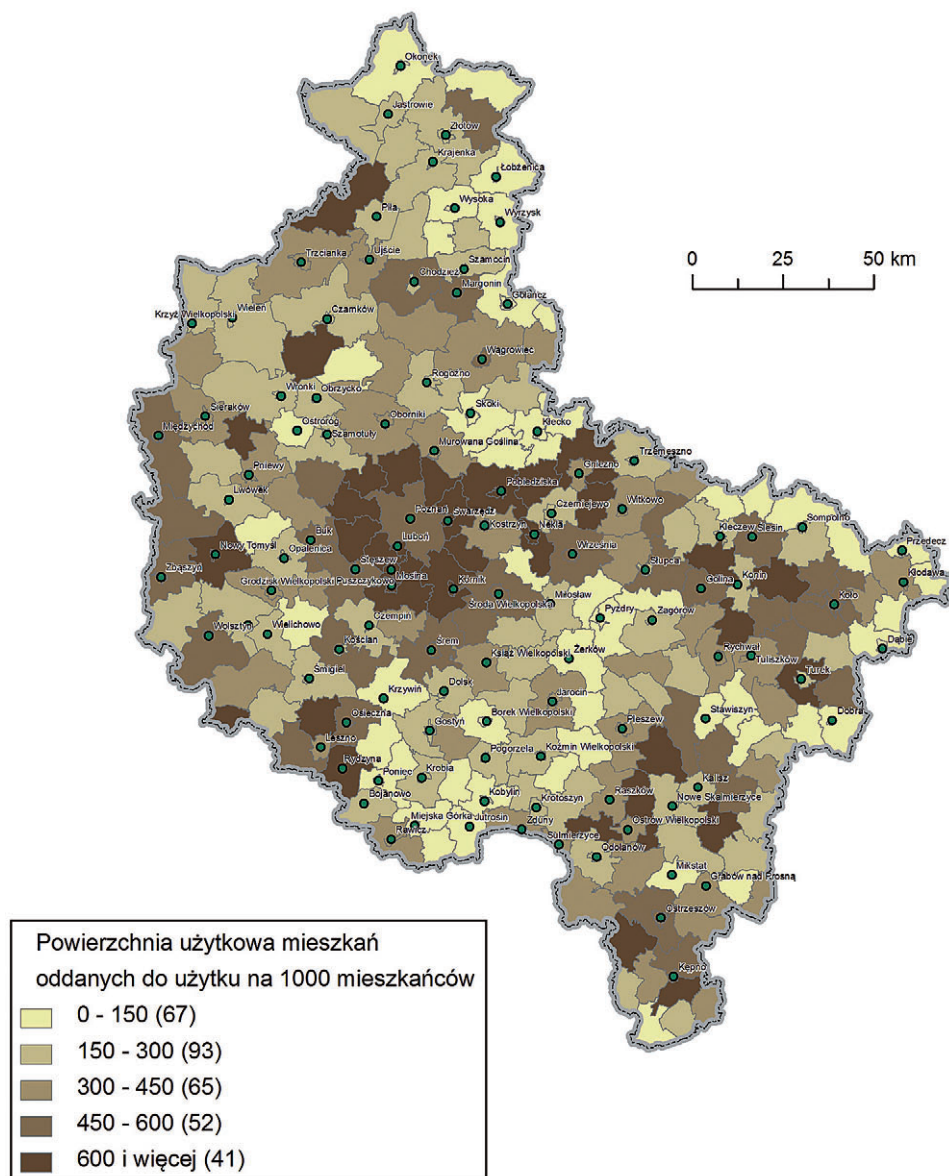 Okonek
Jastrowie
Złotów
Krajenka
Łobżenica
Wysoka
Piła
Wyrzysk
Trzcianka
Ujście
Szamocin
Chodzież
Margonin
Gołańcz
0 25 50 km
Krzyż Wielkopolski
Wieleń
Czarnków
Wągrowiec
Rogoźno
Wronki
Obrzycko
Sieraków
Skoki
Międzychód
Ostroróg
Szamotuły
Oborniki
Kłecko
Murowana Goślina
Pniewy
Gniezno
Trzemeszno
Lwówek
Pobiedziska
Czerniejewo
Witkowo
Poznań
Swarzędz
Kostrzyn
Nekla
Kleczew
Ślesin
Sompolno
Buk
Luboń
Września
Przedecz
Nowy Tomyśl
Opalenica
Zbąszyń
Stęszew
Mosina
Kórnik
Słupca
Golina
Konin
Kłodawa
Grodzisk Wielkopolski
Puszczykowo
Środa Wielkopolska
Miłosław
Koło
Pyzdry
Zagórów
Wolsztyn
Wielichowo
Czempiń
Kościan
Śrem
Książ Wielkopolski
Żerków
Rychwał
Tuliszków
Dąbie
Śmigiel
Turek
Krzywiń
Dolsk
Jarocin
Osieczna
Gostyń
Borek Wielkopolski
Pleszew
Stawiszyn
Dobra
Leszno
Rydzyna
Pogorzela
Koźmin Wielkopolski
Poniec
Krobia
Kalisz
Bojanowo
Kobylin
Krotoszyn
Raszków
Nowe Skalmierzyce
Miejska Górka
Jutrosin
Zduny
Ostrów Wielkopolski
Rawicz
Sulmierzyce
Odolanów
Mikstat
Grabów nad Prosną
Ostrzeszów
Kępno
Powierzchnia użytkowa mieszkań
oddanych do użytku na 1000 mieszkańców
0 - 150 (67)
150 - 300 (93)
300 - 450 (65)
450 - 600 (52)
600 i więcej (41)